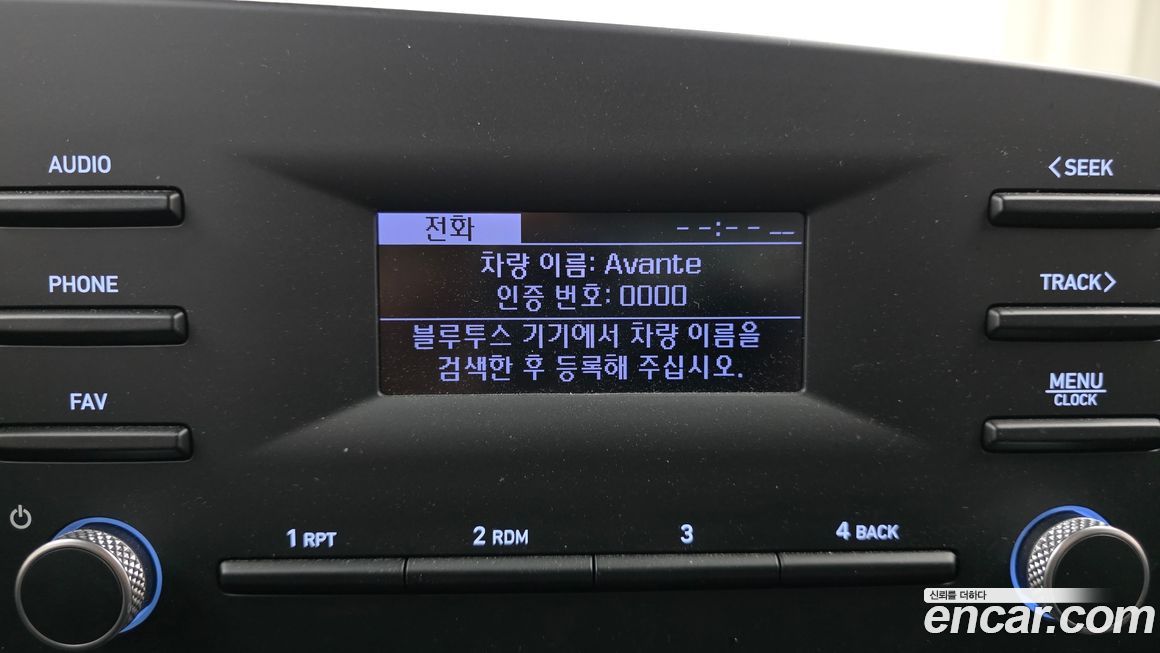 AUDIO
<SEEK
전화
--:-- __
차량 이름: Avante
PHONE
TRACK>
인증 번호: 0000
블루투스 기기에서 차량 이름을
검색한 후 등록해 주십시오.
FAV
MENU
CLOCK
1 RPT
2 RDM
3
4 BACK
신뢰를 더하다
encar.com